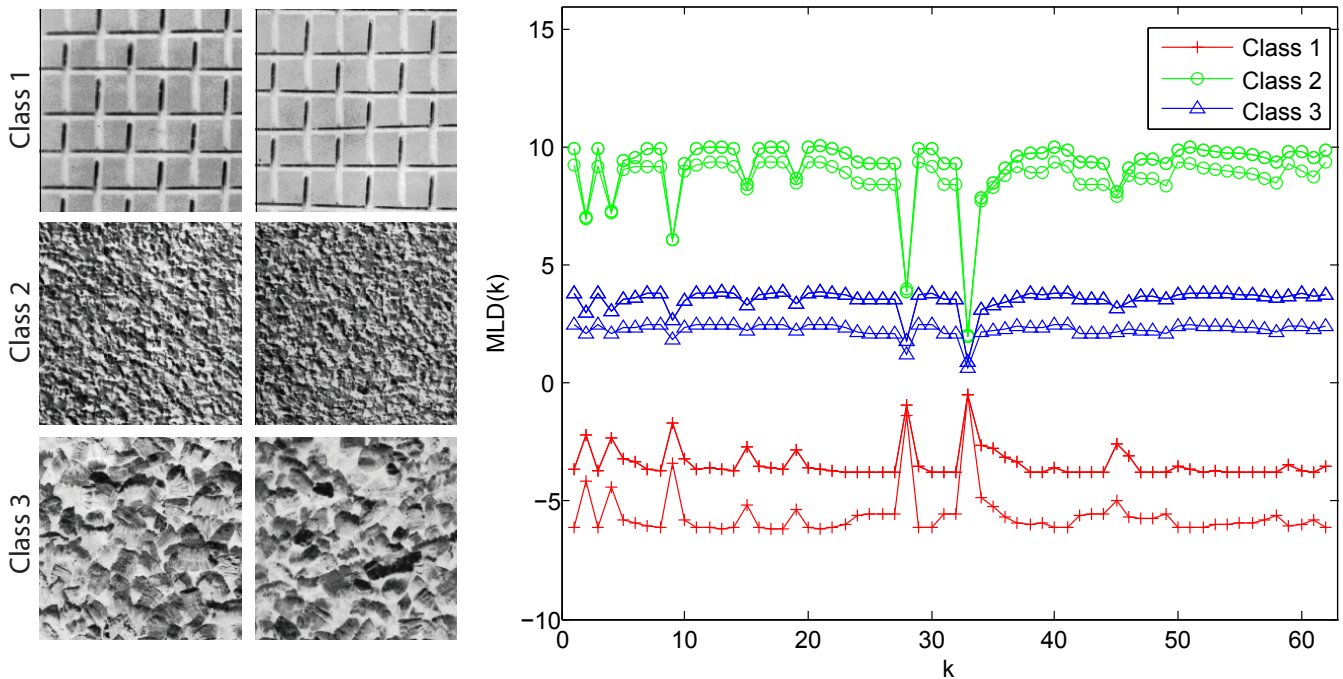 Class 1
Class 2
Class 3
15
10
5
0
−5
−10
MLD(k)
0 10 20 30 40 50 60
k
Class 1
Class 2
Class 3